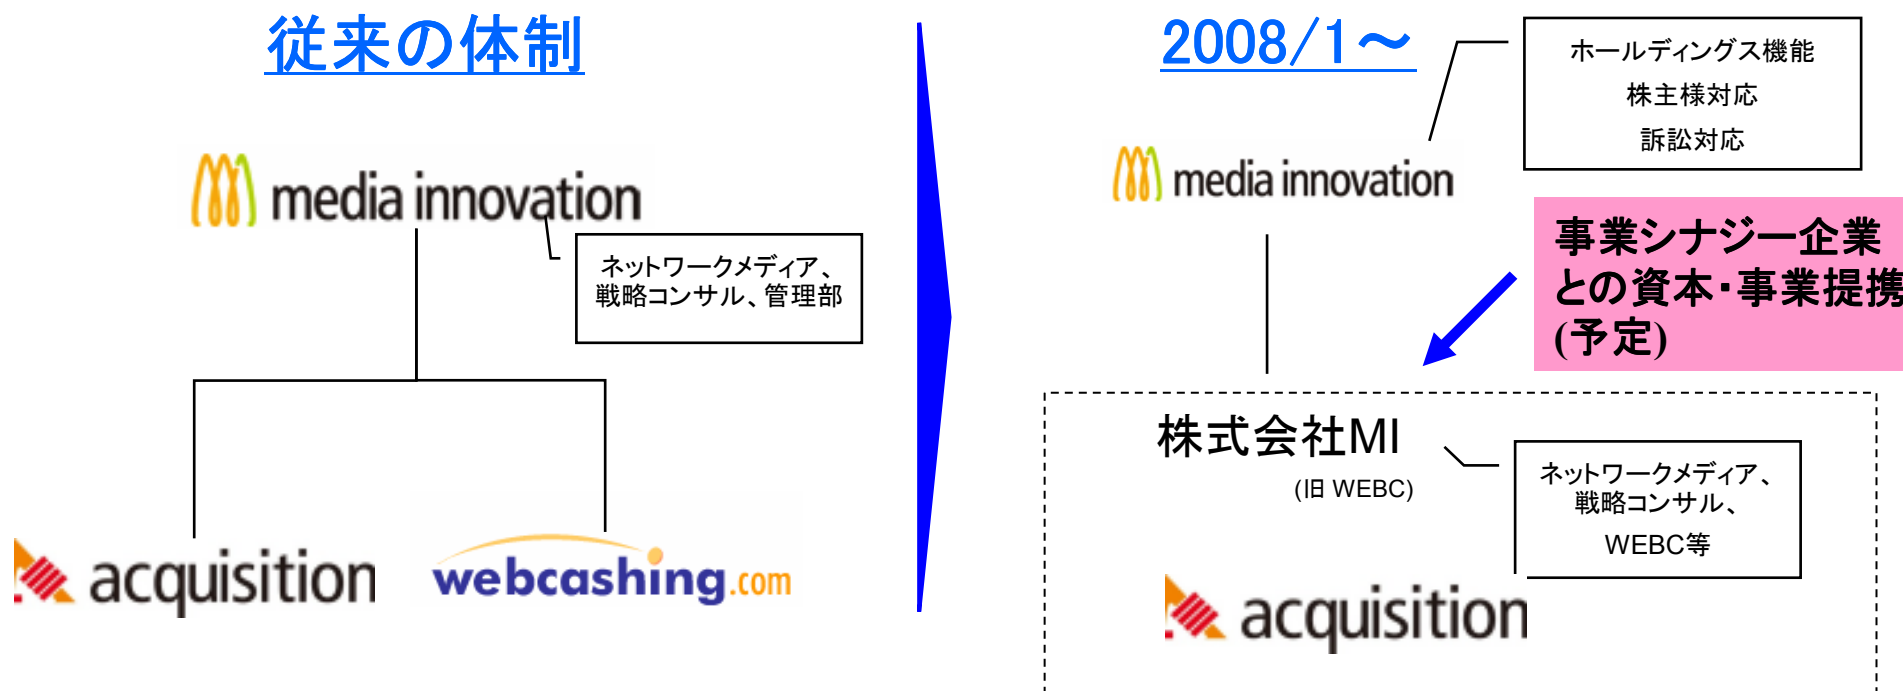 従来の体制
media innovation
ネットワークメディア、
戦略コンサル、管理部
acquisition
webcashing.com
2008/1～
ホールディングス機能
株主様対応
訴訟対応
media innovation
事業シナジー企業
との資本・事業提携
(予定)
株式会社MI
(旧 WEBC)
ネットワークメディア、
戦略コンサル、
WEBC等
acquisition